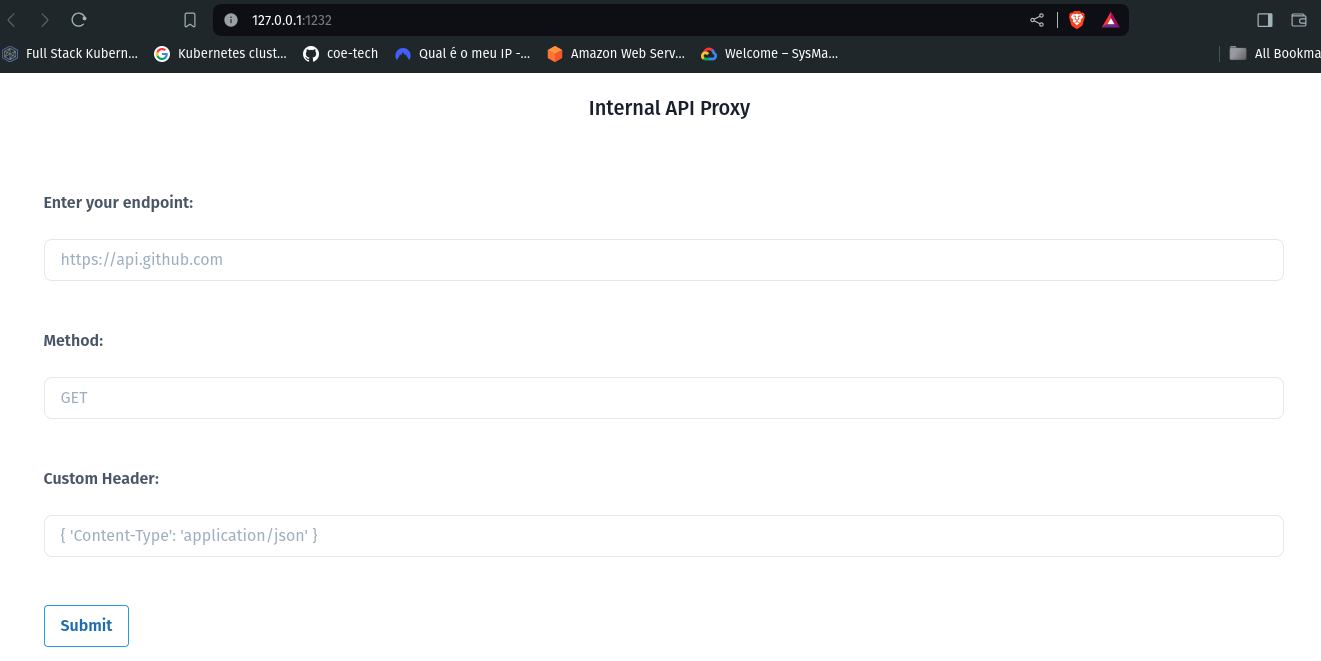 127.0.0.1:1232
Full Stack Kubern... Kubernetes clust... coe-tech Qual é o meu IP -... Amazon Web Serv... Welcome – SysMa... All Bookma
Internal API Proxy
Enter your endpoint:
https://api.github.com
Method:
GET
Custom Header:
{ 'Content-Type': 'application/json' }
Submit